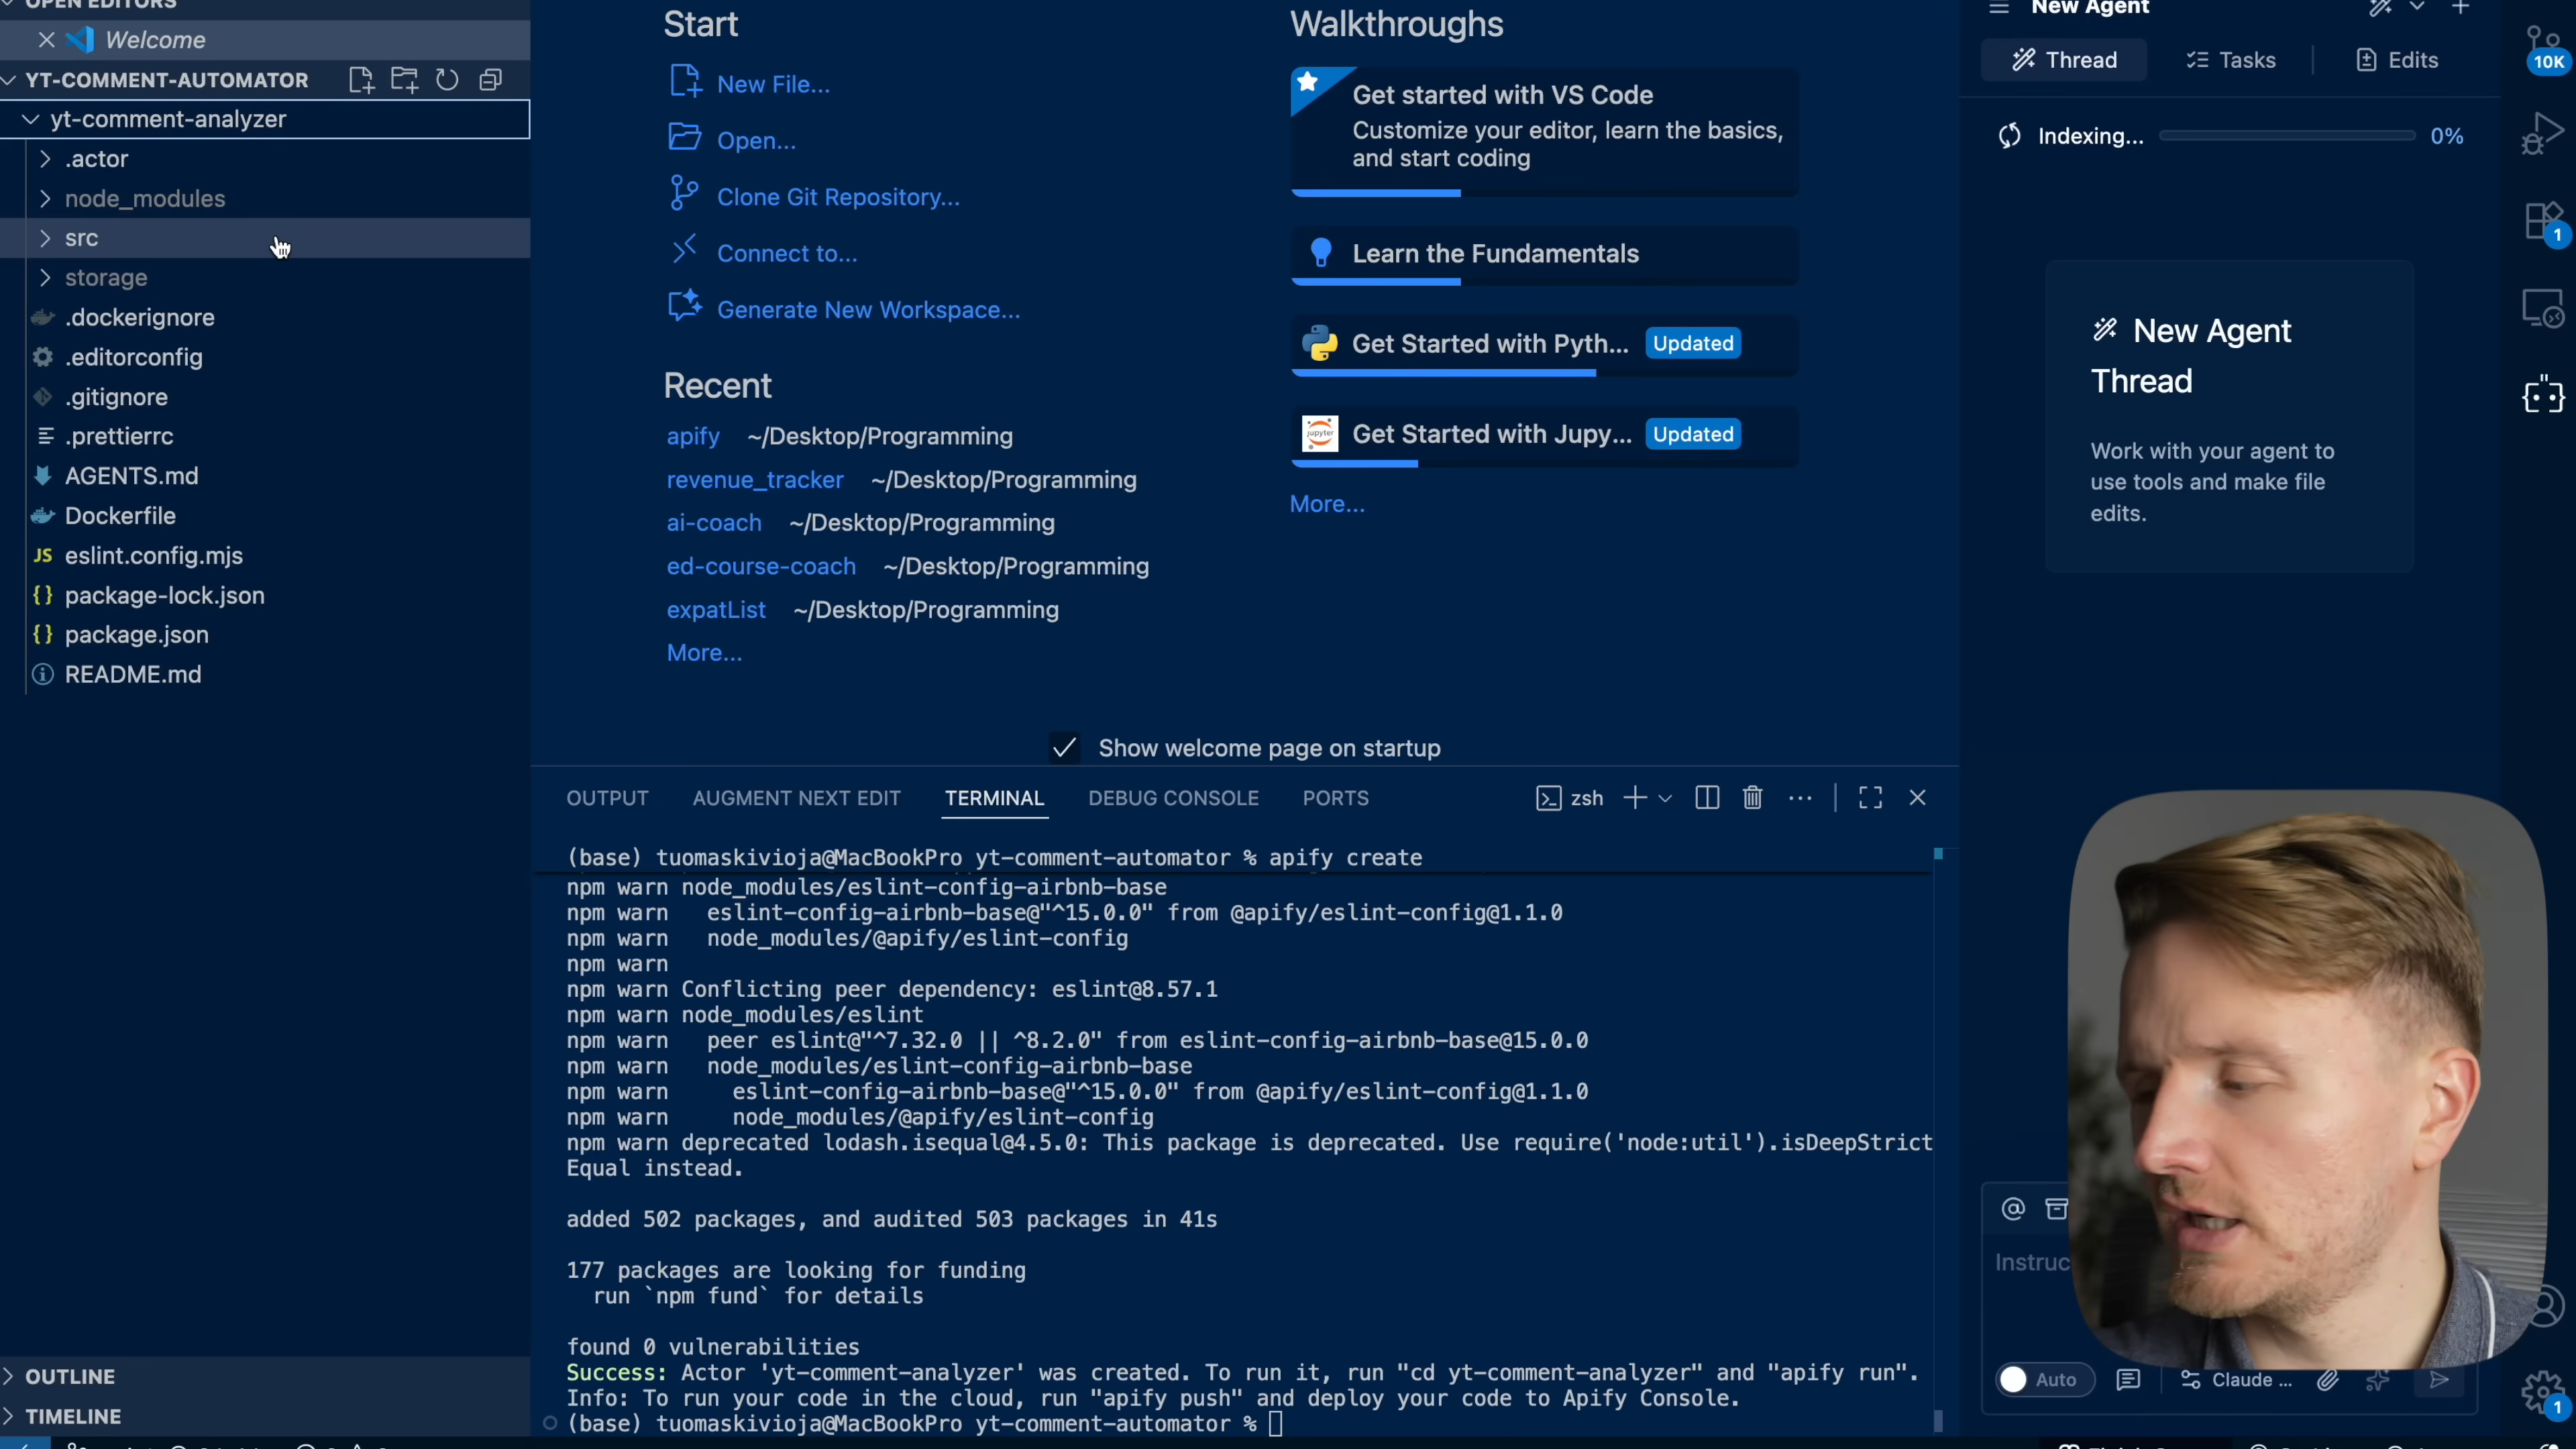 OPEN EDITORS
Welcome
YT-COMMENT-AUTOMATOR
yt-comment-analyzer
.actor
node_modules
src
storage
.dockerignore
.editorconfig
.gitignore
.prettierrc
AGENTS.md
Dockerfile
JS eslint.config.mjs
{} package-lock.json
{} package.json
README.md
OUTLINE
TIMELINE
Start
New File...
Open...
Clone Git Repository...
Connect to...
Generate New Workspace...
Recent
apify ~/Desktop/Programming
revenue_tracker ~/Desktop/Programming
ai-coach ~/Desktop/Programming
ed-course-coach ~/Desktop/Programming
expatList ~/Desktop/Programming
More...
Walkthroughs
Get started with VS Code
Customize your editor, learn the basics,
and start coding
Learn the Fundamentals
Get Started with Pyth... Updated
jupyter Get Started with Jupy... Updated
More...
Show welcome page on startup
OUTPUT AUGMENT NEXT EDIT TERMINAL DEBUG CONSOLE PORTS zsh
(base) tuomaskivioja@MacBookPro yt-comment-automator % apify create
npm warn node_modules/eslint-config-airbnb-base
npm warn   eslint-config-airbnb-base@"^15.0.0" from @apify/eslint-config@1.1.0
npm warn   node_modules/@apify/eslint-config
npm warn
npm warn Conflicting peer dependency: eslint@8.57.1
npm warn node_modules/eslint
npm warn   peer eslint@"^7.32.0 || ^8.2.0" from eslint-config-airbnb-base@15.0.0
npm warn   node_modules/eslint-config-airbnb-base
npm warn     eslint-config-airbnb-base@"^15.0.0" from @apify/eslint-config@1.1.0
npm warn     node_modules/@apify/eslint-config
npm warn deprecated lodash.isequal@4.5.0: This package is deprecated. Use require('node:util').isDeepStrict
Equal instead.
added 502 packages, and audited 503 packages in 41s
177 packages are looking for funding
  run `npm fund` for details
found 0 vulnerabilities
Success: Actor 'yt-comment-analyzer' was created. To run it, run "cd yt-comment-analyzer" and "apify run".
Info: To run your code in the cloud, run "apify push" and deploy your code to Apify Console.
(base) tuomaskivioja@MacBookPro yt-comment-automator %
New Agent
Thread Tasks Edits
Indexing... 0%
New Agent
Thread
Work with your agent to
use tools and make file
edits.
Instruc
Auto Claude ...
10K
1
1